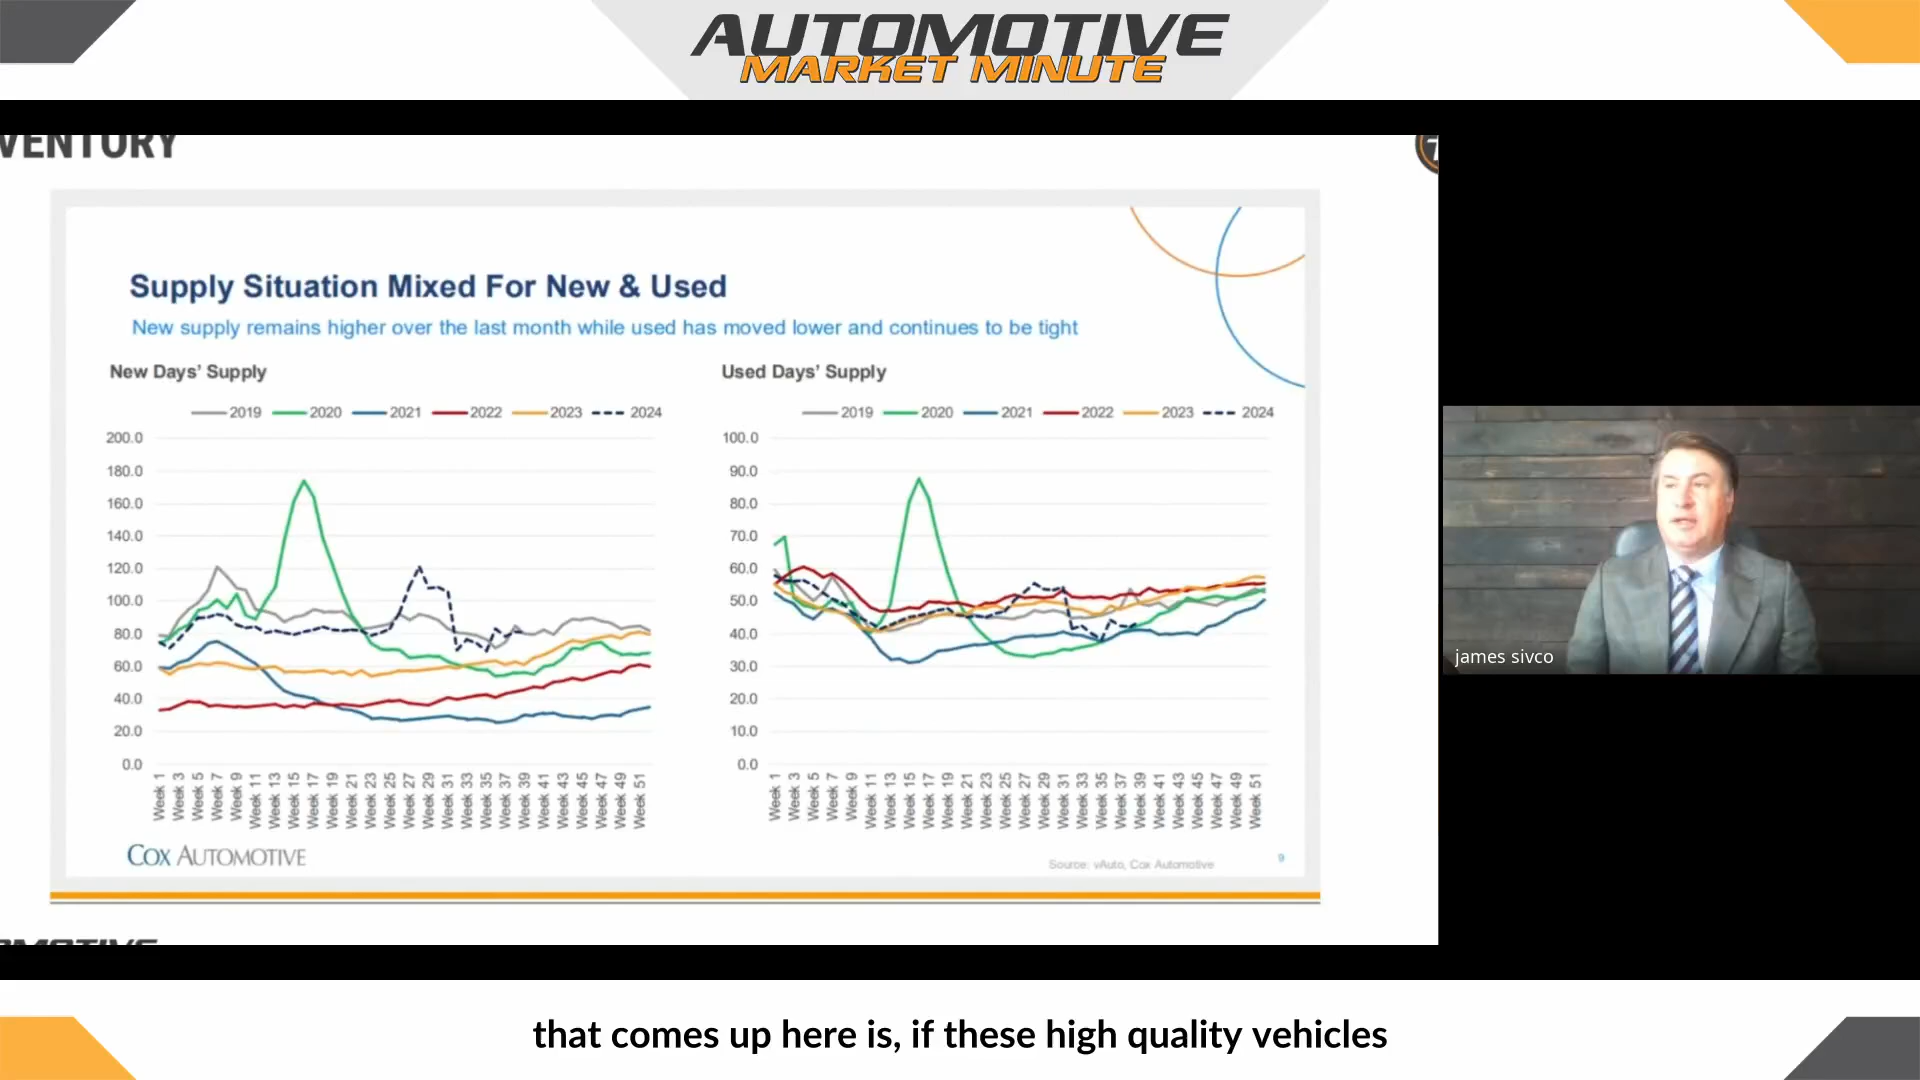 AUTOMOTIVE
MARKET MINUTE
VENTORY
Supply Situation Mixed For New & Used
New supply remains higher over the last month while used has moved lower and continues to be tight
New Days' Supply
2019 2020 2021 2022 2023 2024
200.0
180.0
160.0
140.0
120.0
100.0
80.0
60.0
40.0
20.0
0.0
Week 1
Week 3
Week 5
Week 7
Week 9
Week 11
Week 13
Week 15
Week 17
Week 19
Week 21
Week 23
Week 25
Week 27
Week 29
Week 31
Week 33
Week 35
Week 37
Week 39
Week 41
Week 43
Week 45
Week 47
Week 49
Week 51
Used Days' Supply
2019 2020 2021 2022 2023 2024
100.0
90.0
80.0
70.0
60.0
50.0
40.0
30.0
20.0
10.0
0.0
Week 1
Week 3
Week 5
Week 7
Week 9
Week 11
Week 13
Week 15
Week 17
Week 19
Week 21
Week 23
Week 25
Week 27
Week 29
Week 31
Week 33
Week 35
Week 37
Week 39
Week 41
Week 43
Week 45
Week 47
Week 49
Week 51
COX AUTOMOTIVE
Source: vAuto, Cox Automotive
9
james sivco
that comes up here is, if these high quality vehicles